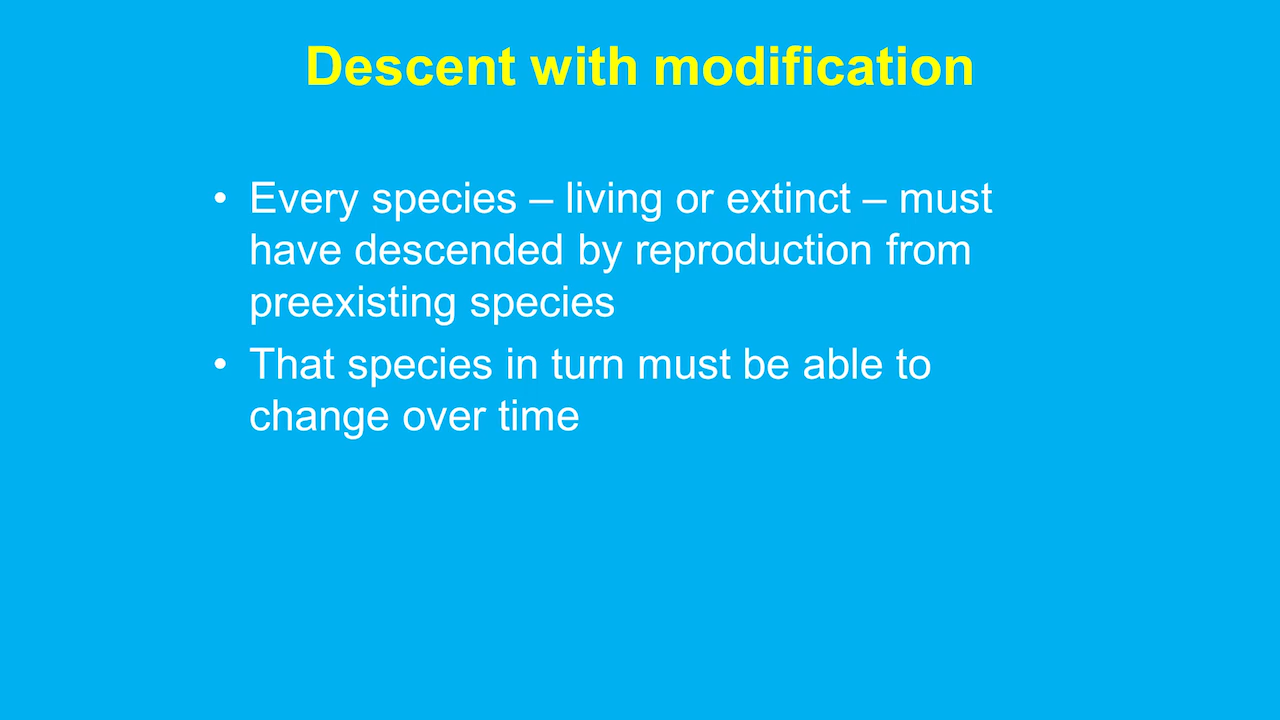 Descent with modification
• Every species – living or extinct – must
have descended by reproduction from
preexisting species
• That species in turn must be able to
change over time